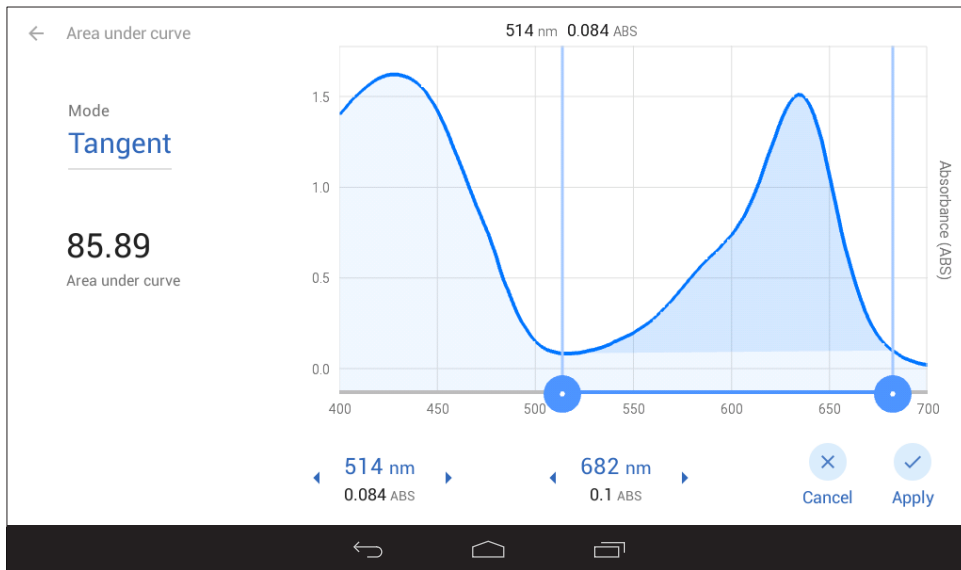 Area under curve
514 nm 0.084 ABS
Mode
Tangent
85.89
Area under curve
1.5
1.0
0.5
0.0
Absorbance (ABS)
400 450 500 550 600 650 700
514 nm 682 nm
0.084 ABS 0.1 ABS
Cancel Apply